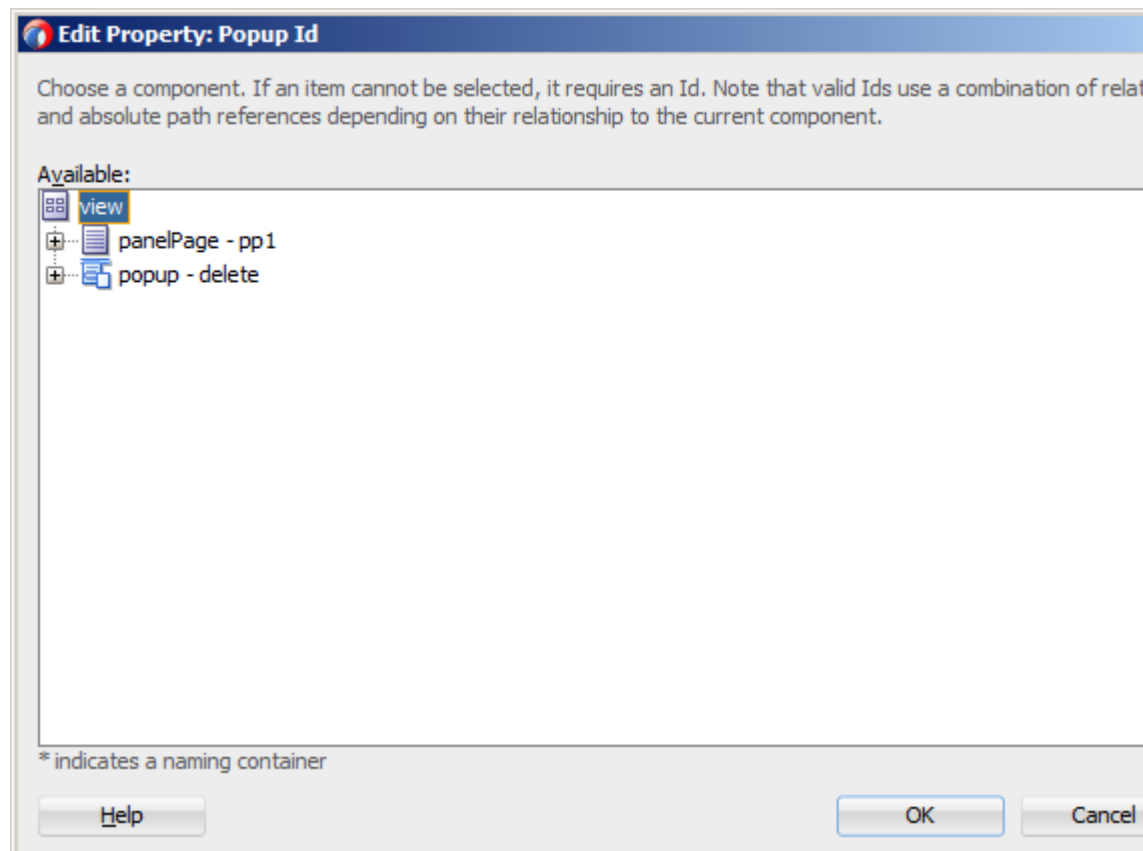 Edit Property: Popup Id
Choose a component. If an item cannot be selected, it requires an Id. Note that valid Ids use a combination of relat
and absolute path references depending on their relationship to the current component.
Available:
view
panelPage - pp1
popup - delete
* indicates a naming container
Help OK Cancel